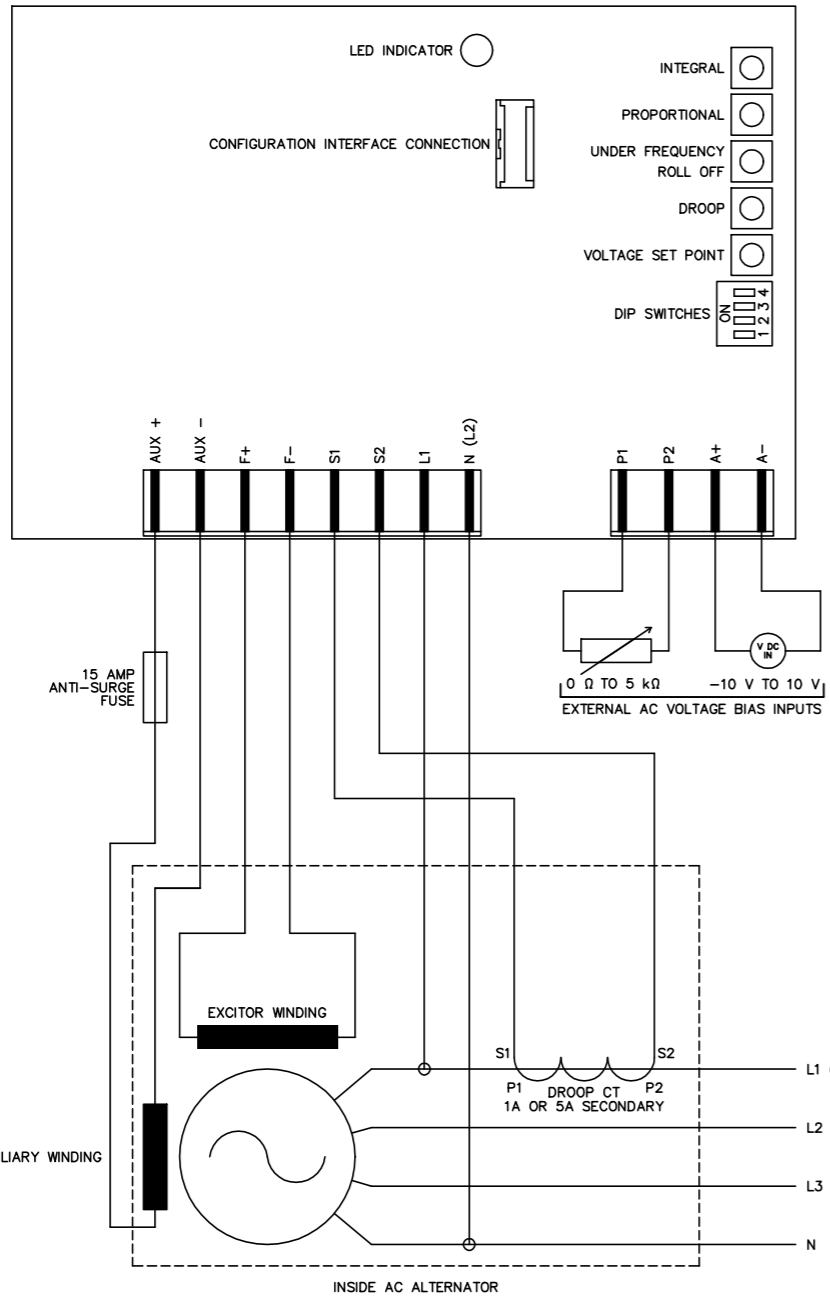 LED INDICATOR
INTEGRAL
PROPORTIONAL
CONFIGURATION INTERFACE CONNECTION
UNDER FREQUENCY
ROLL OFF
DROOP
VOLTAGE SET POINT
DIP SWITCHES
ON
1 2 3 4
AUX +
AUX -
F+
F-
S1
S2
L1
N (L2)
P1
P2
A+
A-
15 AMP
ANTI-SURGE
FUSE
V DC
IN
0 Ω TO 5 kΩ
-10 V TO 10 V
EXTERNAL AC VOLTAGE BIAS INPUTS
EXCITOR WINDING
S1
S2
P1
P2
DROOP CT
1A OR 5A SECONDARY
L1
L2
LIARY WINDING
L3
N
INSIDE AC ALTERNATOR